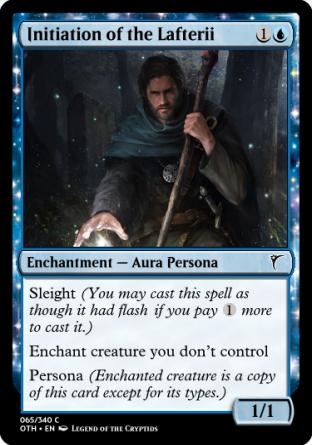 Initiation of the Lafterii 1
Enchantment — Aura Persona
Sleight (You may cast this spell as
though it had flash if you pay 1 more
to cast it.)
Enchant creature you don't control
Persona (Enchanted creature is a copy
of this card except for its types.)
1/1
065/340 C
OTH • EN Legend of the Cryptids